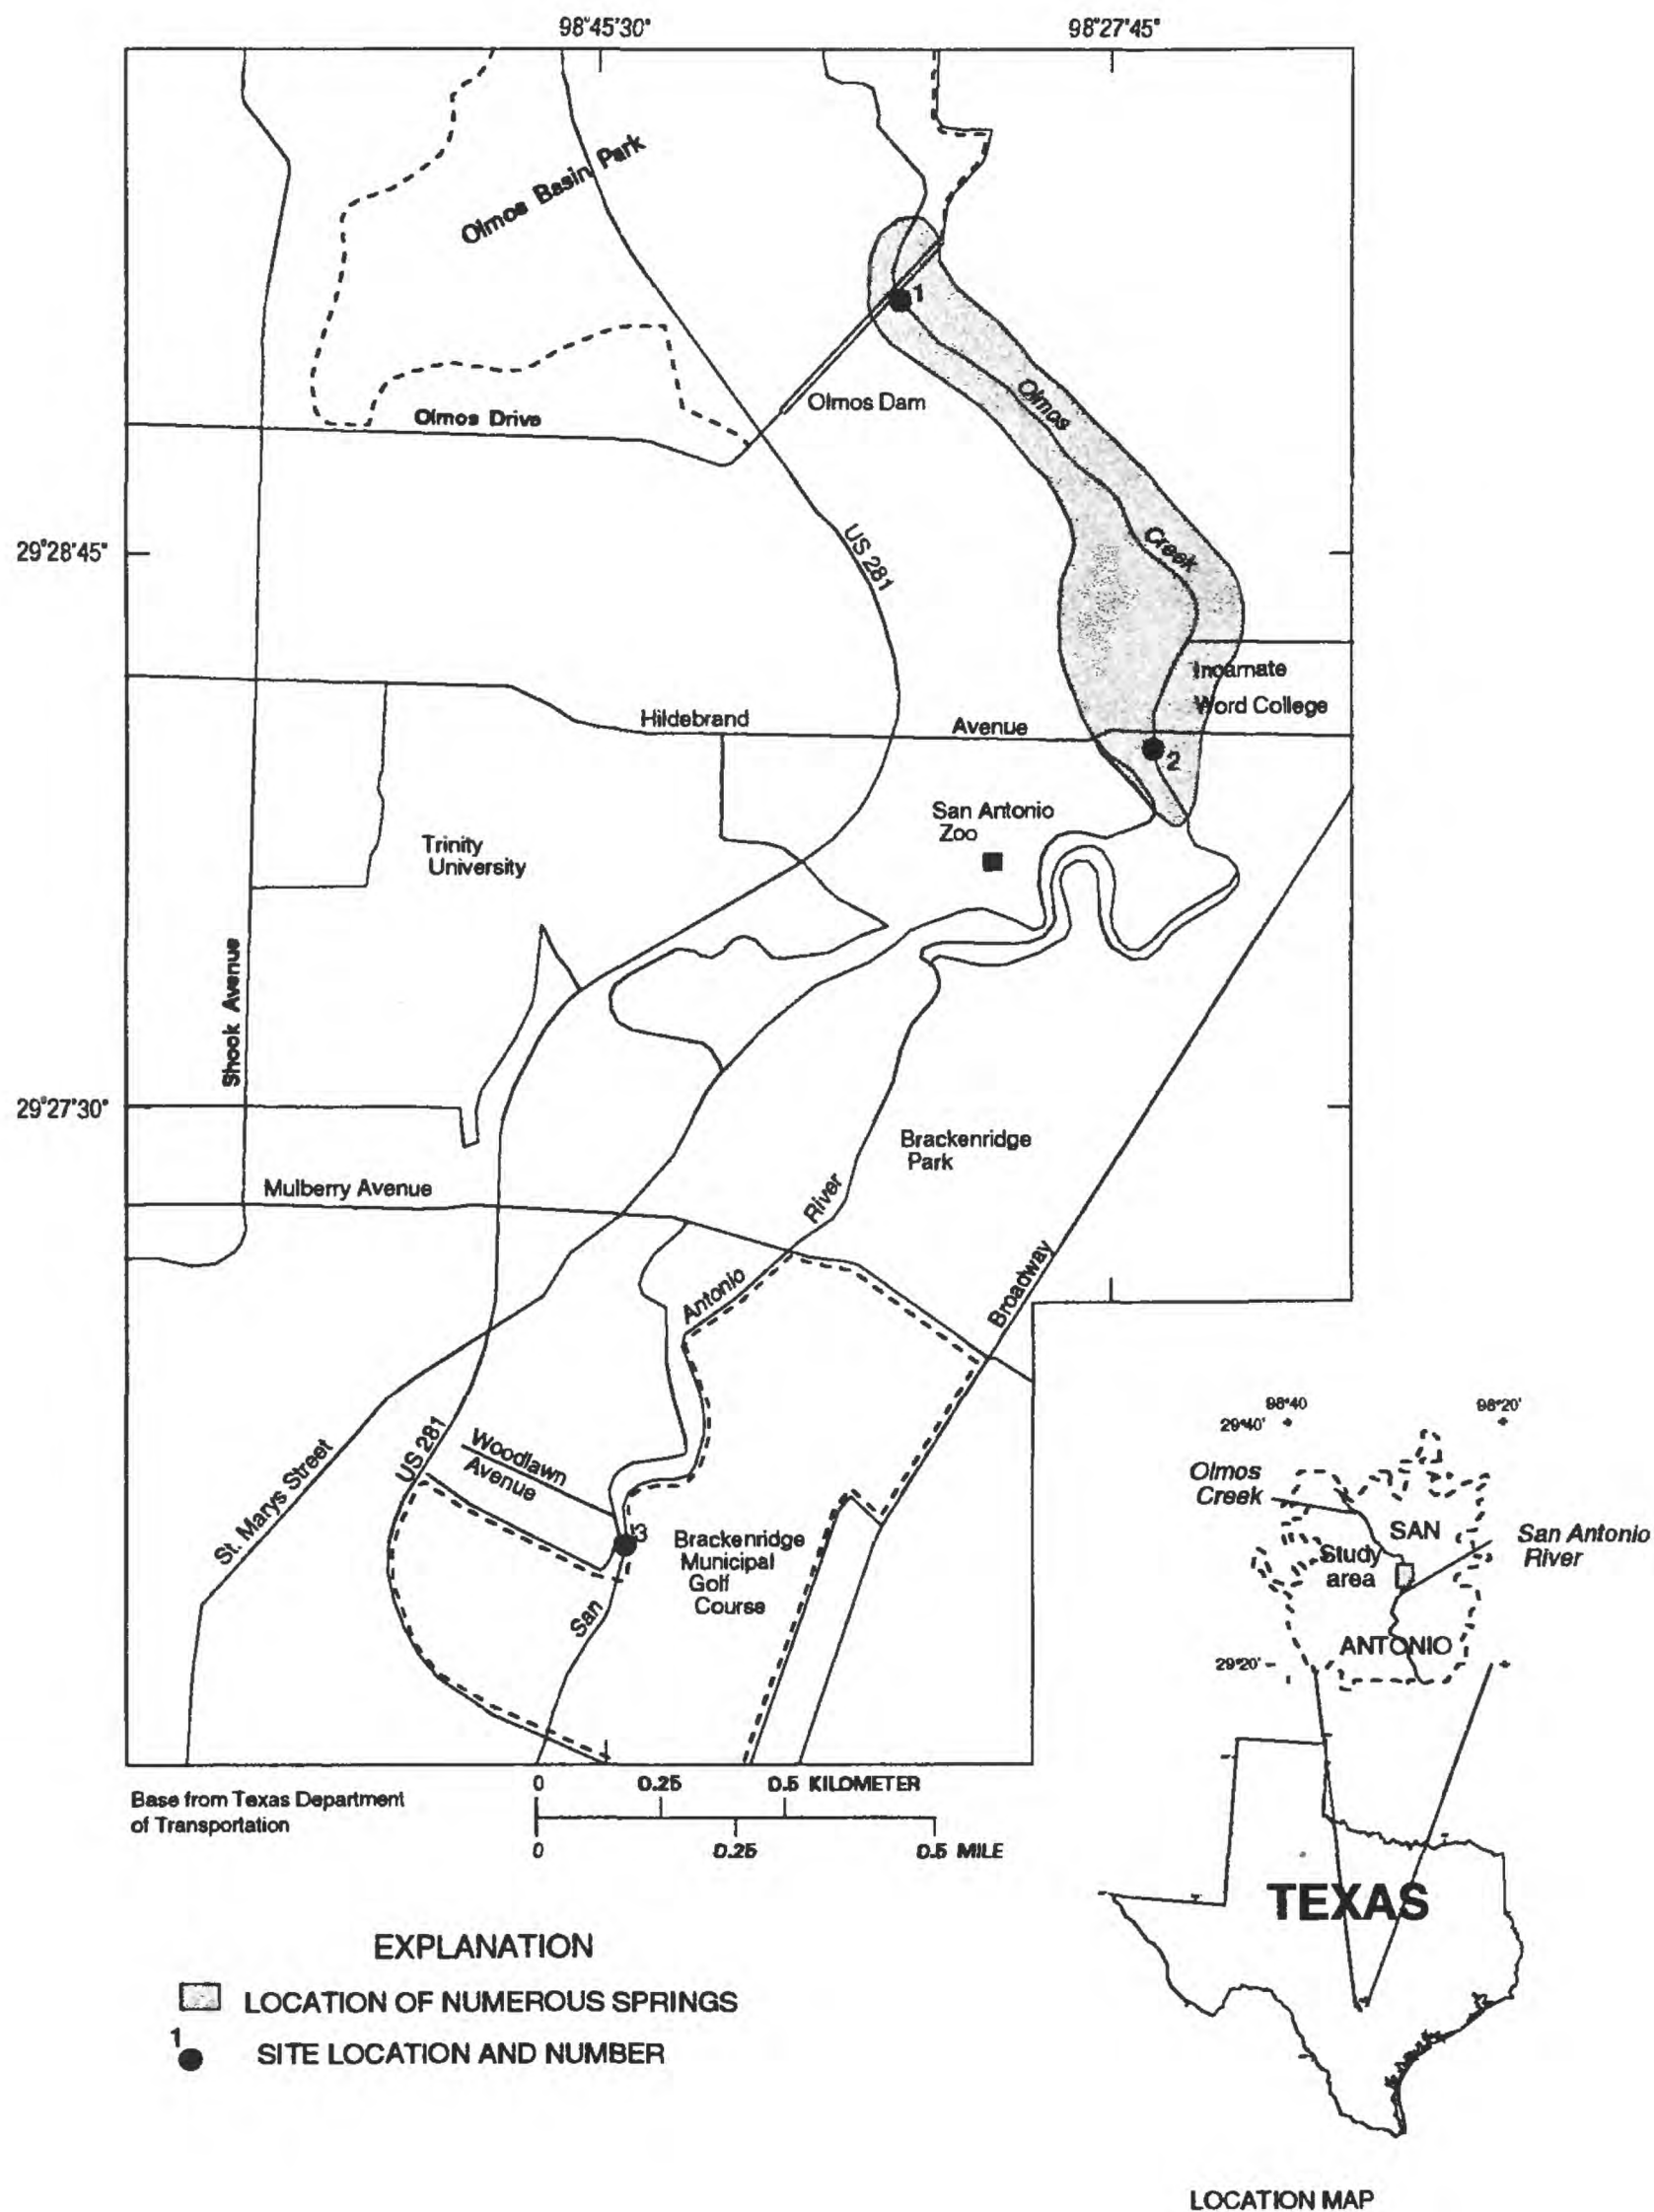 98°45'30"
98°27'45"
Olmos Basin Park
1
Olmos Dam
Olmos
Olmos Drive
29°28'45"
US 281
Creek
Incarnate
Word College
Hildebrand
Avenue
2
San Antonio
Zoo
Trinity
University
Shook Avenue
29°27'30"
Brackenridge
Park
Mulberry Avenue
River
Antonio
Broadway
US 281
Woodlawn
Avenue
St. Marys Street
3
Brackenridge
Municipal
Golf
Course
San
98°40
98°20'
29°40'
Olmos
Creek
SAN
San Antonio
River
Study
area
ANTONIO
29°20'
Base from Texas Department
of Transportation
0 0.25 0.5 KILOMETER
0 0.25 0.5 MILE
TEXAS
EXPLANATION
LOCATION OF NUMEROUS SPRINGS
1
SITE LOCATION AND NUMBER
LOCATION MAP